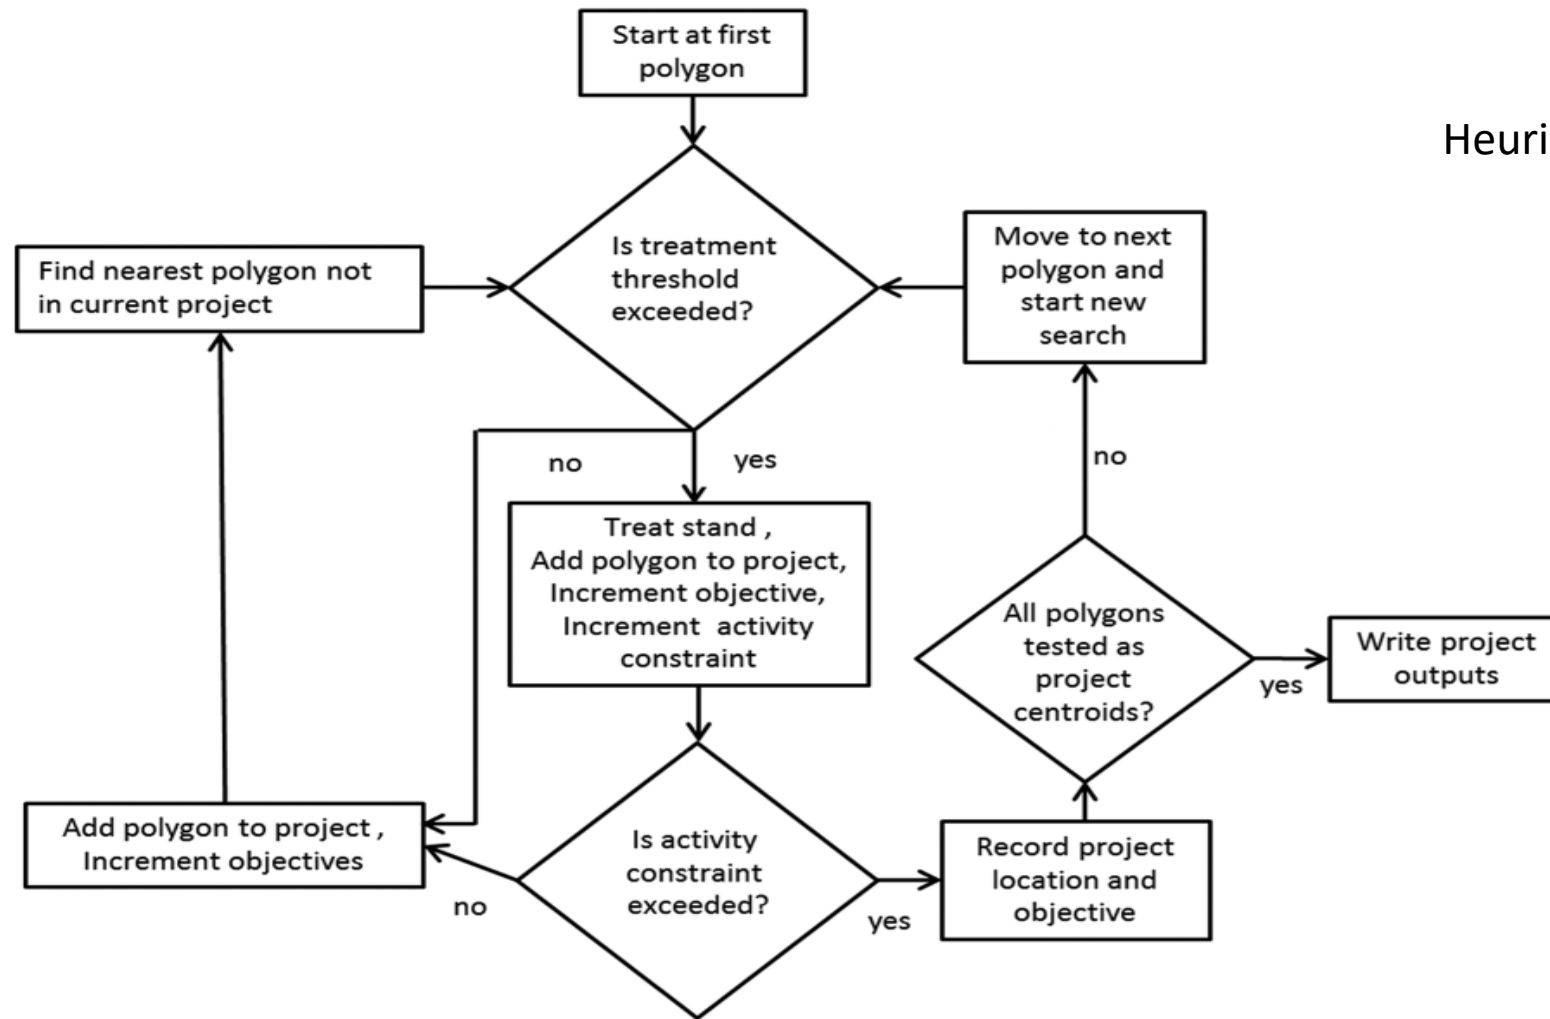 Start at first
polygon
Heuri
Is treatment
threshold
exceeded?
Find nearest polygon not
in current project
Move to next
polygon and
start new
search
no
yes
no
Treat stand ,
Add polygon to project,
Increment objective,
Increment activity
constraint
All polygons
tested as
project
centroids?
yes
Write project
outputs
Add polygon to project ,
Increment objectives
Is activity
constraint
exceeded?
no
yes
Record project
location and
objective